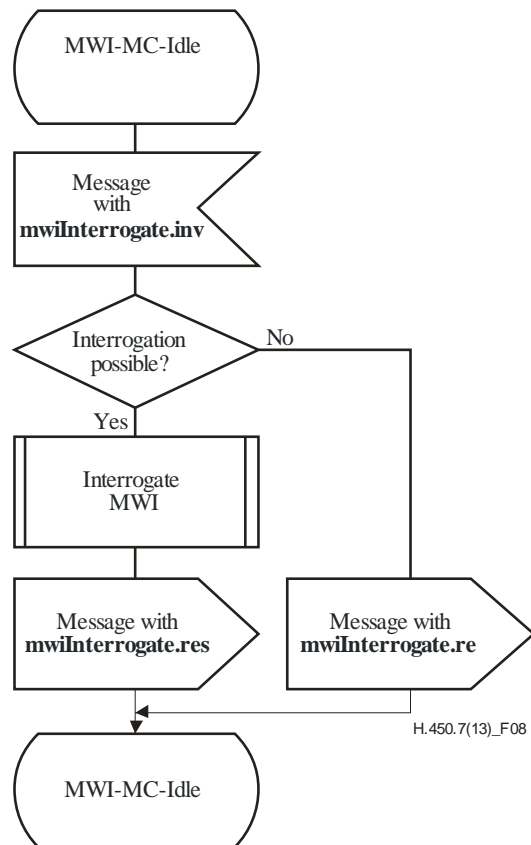 MWI-MC-Idle
Message
with
mwiInterrogate.inv
Interrogation
possible?
No
Yes
Interrogate
MWI
Message with
mwiInterrogate.res
Message with
mwiInterrogate.re
H.450.7(13)_F08
MWI-MC-Idle